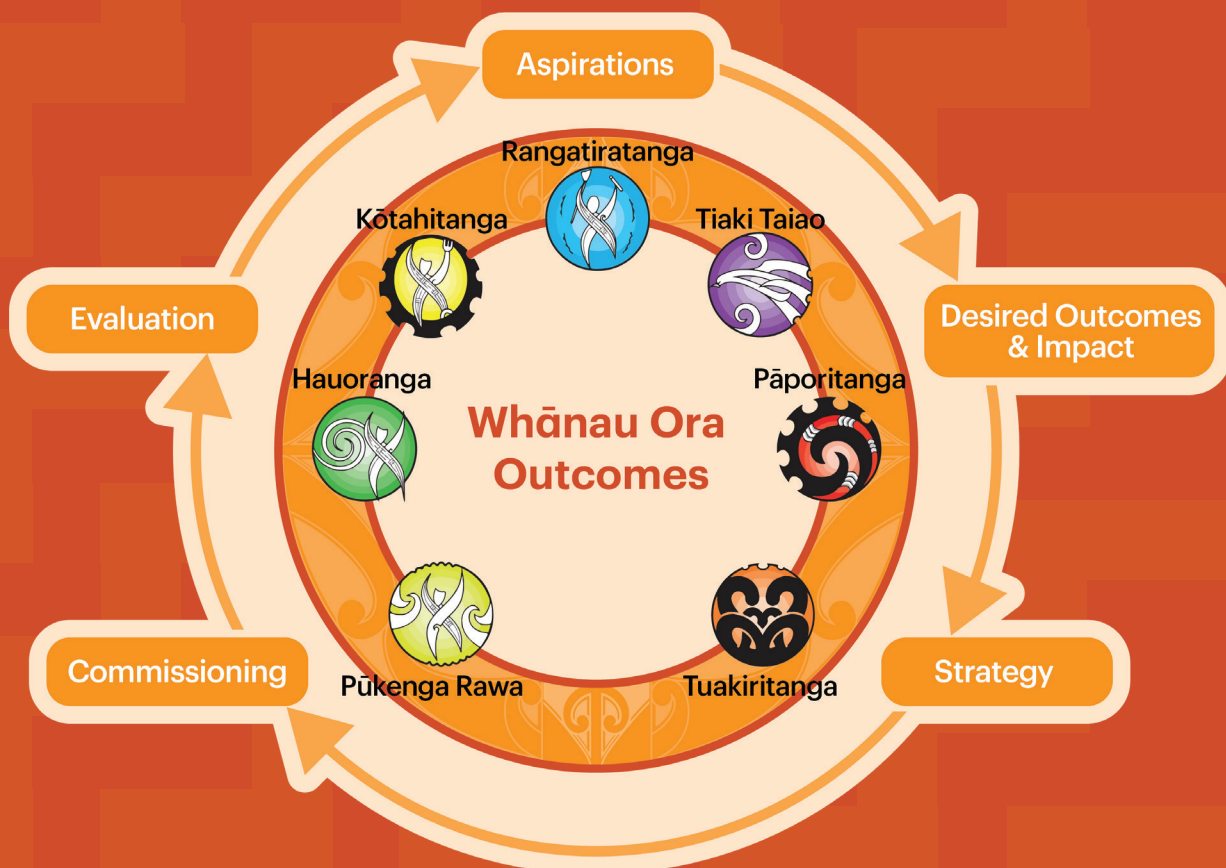 Aspirations
Rangatiratanga
Kōtahitanga
Tiaki Taiao
Evaluation
Desired Outcomes
& Impact
Hauoranga
Pāporitanga
Whānau Ora
Outcomes
Commissioning
Pūkenga Rawa
Tuakiritanga
Strategy